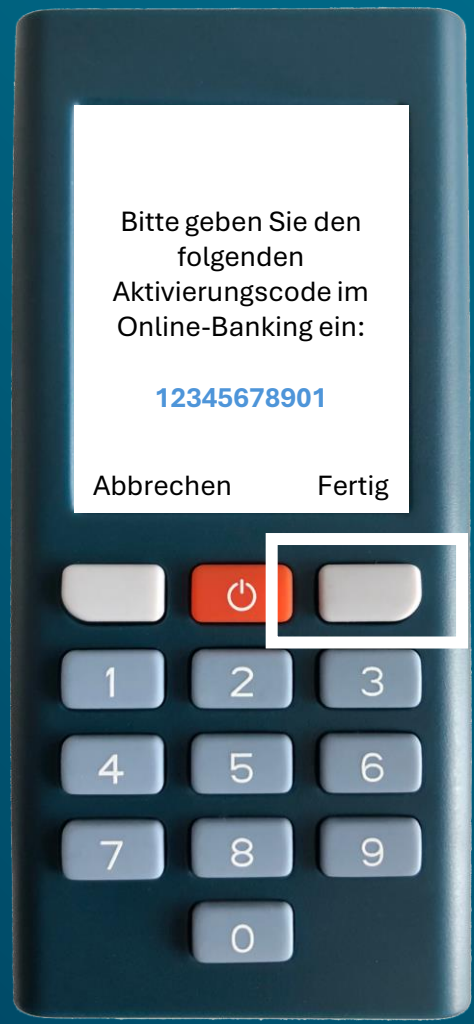 Bitte geben Sie den
folgenden
Aktivierungscode im
Online-Banking ein:
12345678901
Abbrechen Fertig
1 2 3
4 5 6
7 8 9
0